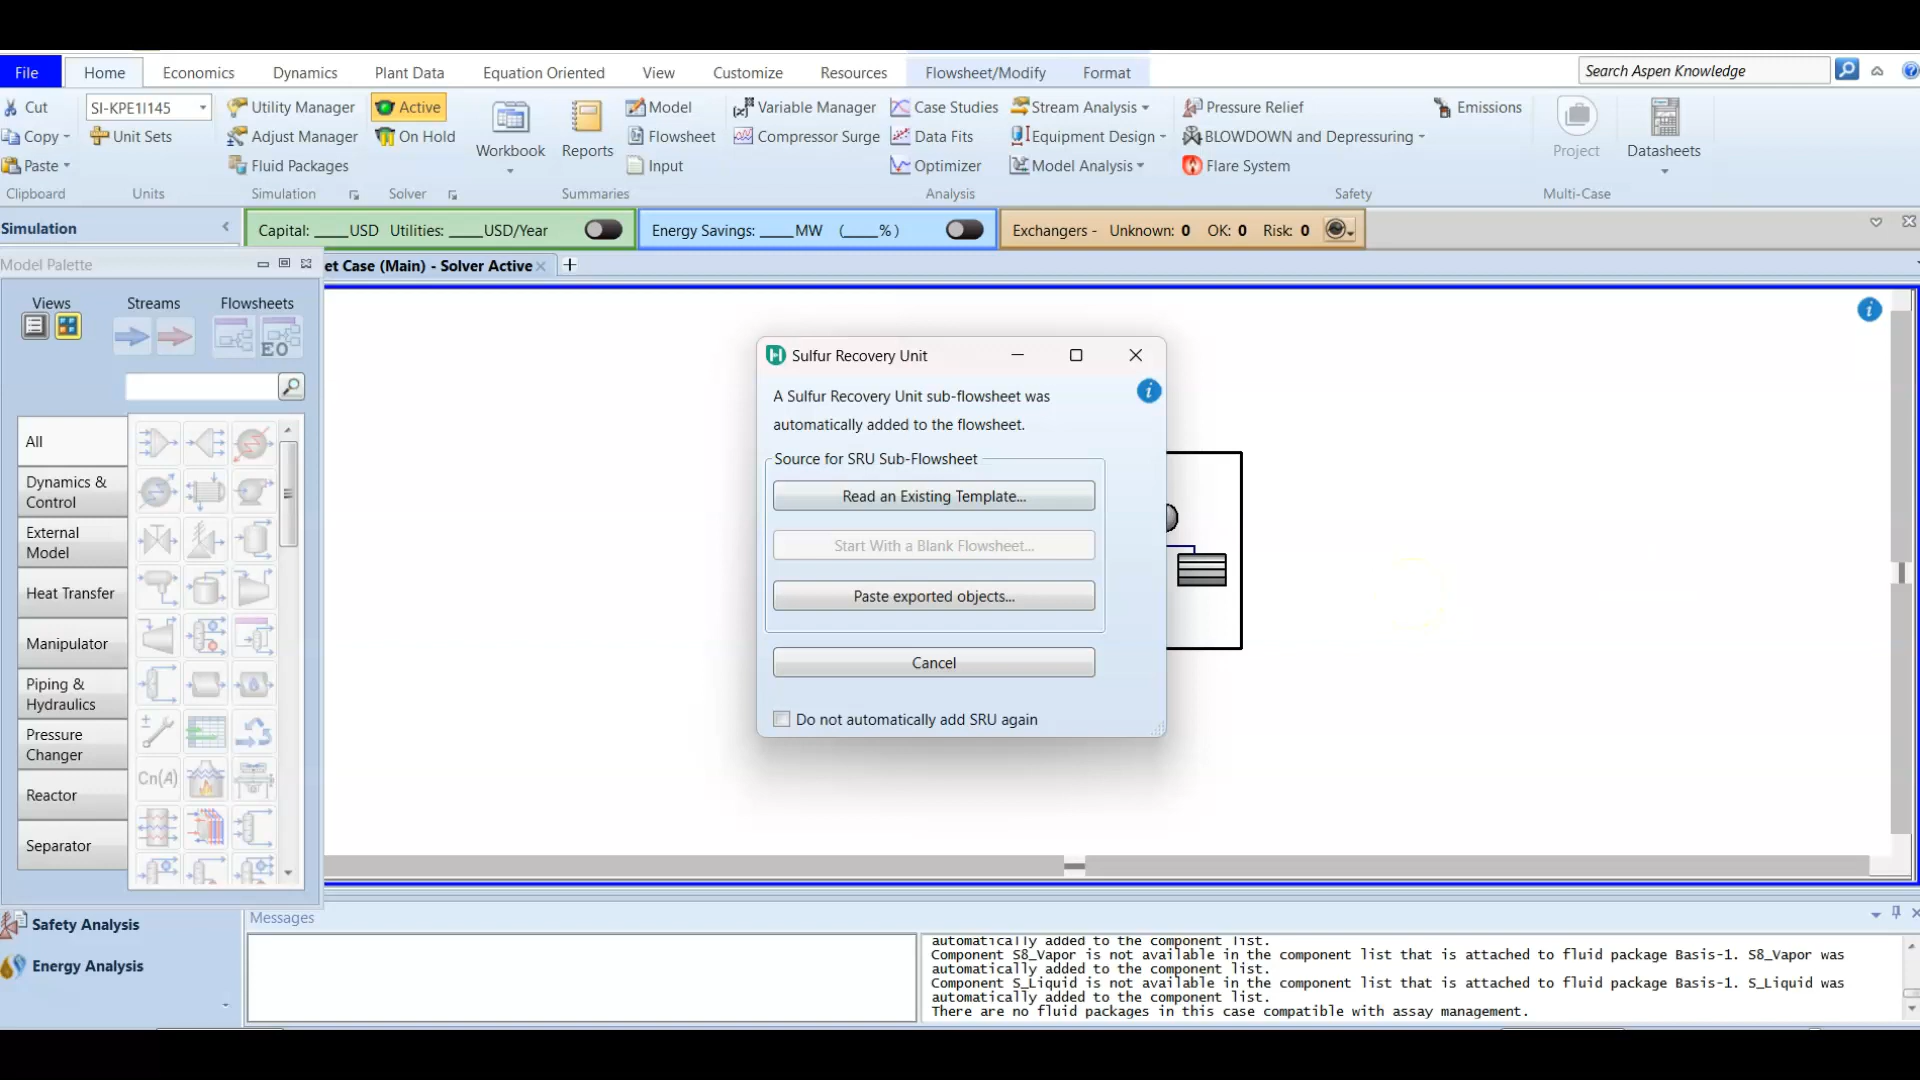 File Home Economics Dynamics Plant Data Equation Oriented View Customize Resources Flowsheet/Modify Format Search Aspen Knowledge
Cut SI-KPE1I145 Utility Manager Active Model Variable Manager Case Studies Stream Analysis Pressure Relief Emissions
Copy Unit Sets Adjust Manager On Hold Workbook Reports Flowsheet Compressor Surge Data Fits Equipment Design BLOWDOWN and Depressuring Project Datasheets
Paste Fluid Packages Input Optimizer Model Analysis Flare System
Clipboard Units Simulation Solver Summaries Analysis Safety Multi-Case
Simulation Capital: ____USD Utilities: ____USD/Year Energy Savings: ____MW (____%) Exchangers - Unknown: 0 OK: 0 Risk: 0
Model Palette et Case (Main) - Solver Active
Views Streams Flowsheets
EO
Sulfur Recovery Unit
A Sulfur Recovery Unit sub-flowsheet was
automatically added to the flowsheet.
Source for SRU Sub-Flowsheet
Read an Existing Template...
Start With a Blank Flowsheet...
Paste exported objects...
Cancel
Do not automatically add SRU again
All
Dynamics &
Control
External
Model
Heat Transfer
Manipulator
Piping &
Hydraulics
Pressure
Changer
Reactor
Separator
Cn(A)
Safety Analysis
Energy Analysis
Messages
automatically added to the component list.
Component S8_Vapor is not available in the component list that is attached to fluid package Basis-1. S8_Vapor was
automatically added to the component list.
Component S_Liquid is not available in the component list that is attached to fluid package Basis-1. S_Liquid was
automatically added to the component list.
There are no fluid packages in this case compatible with assay management.